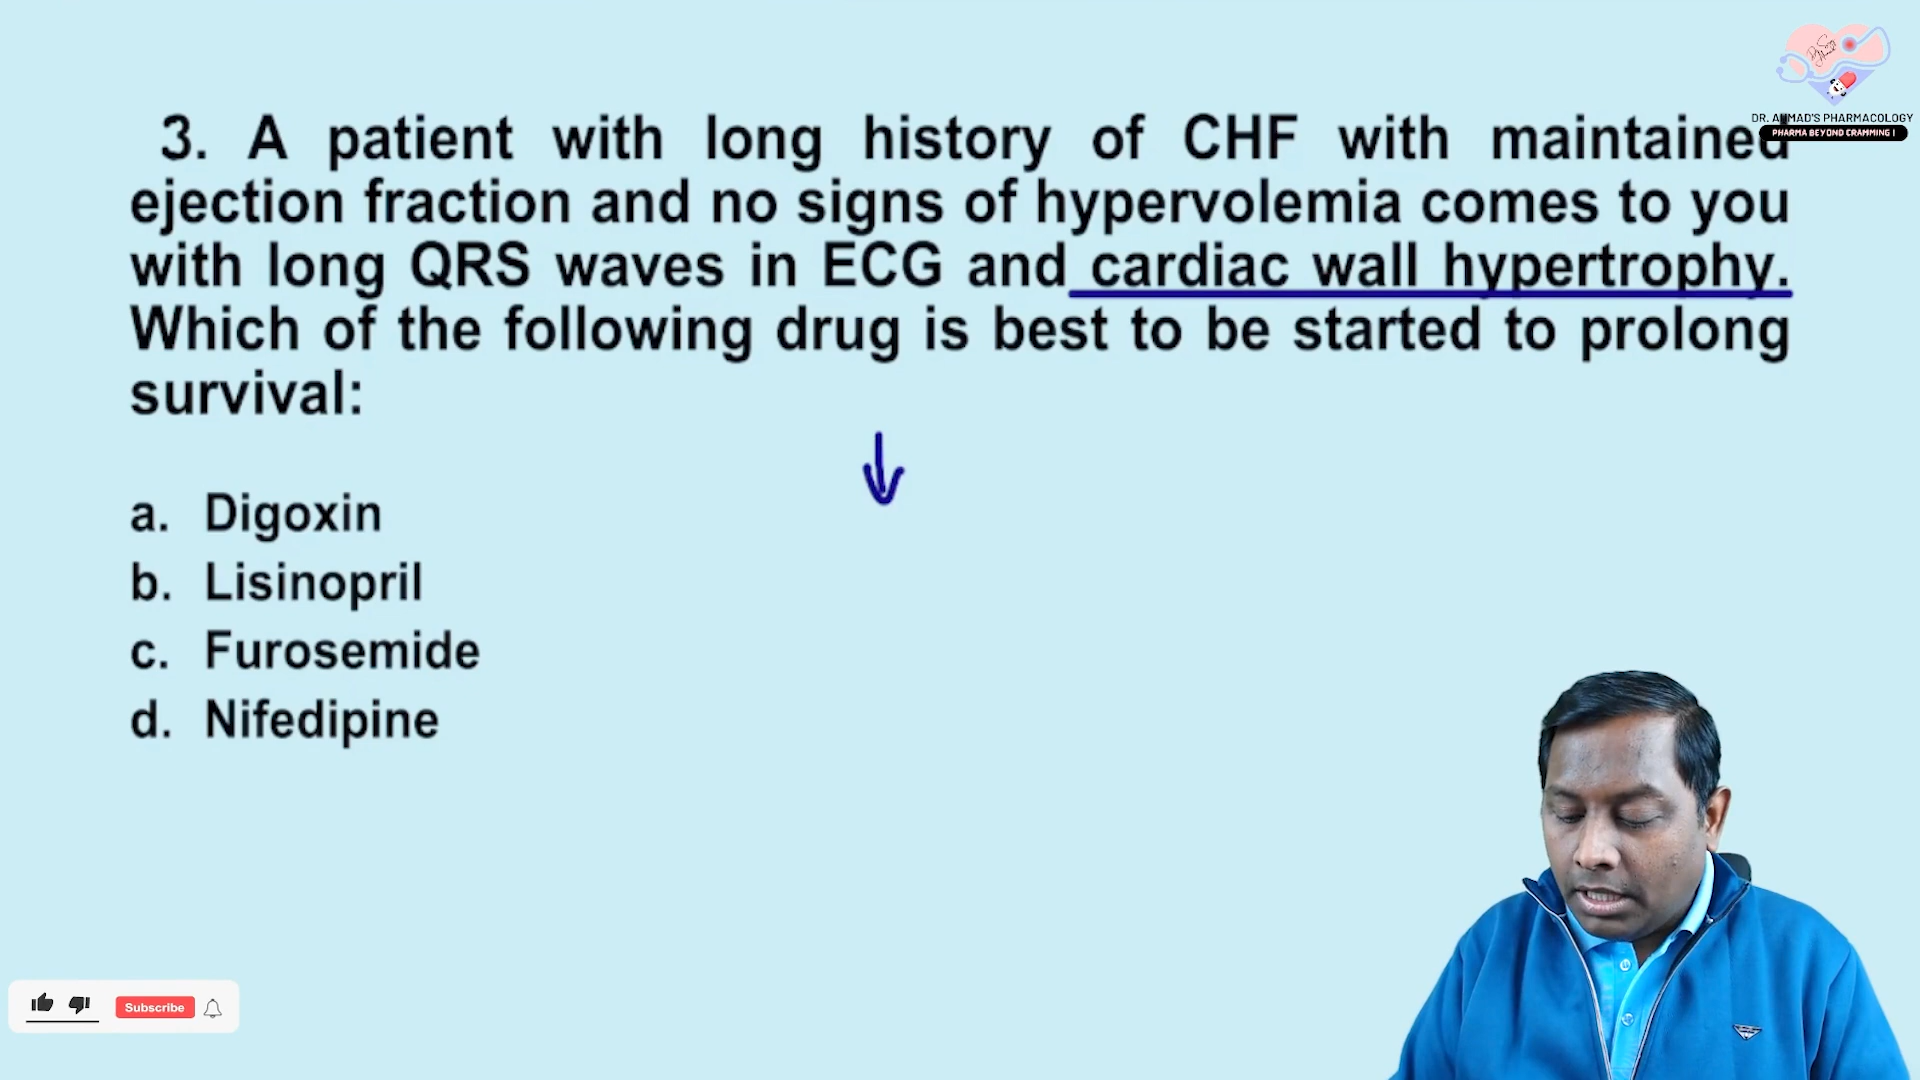 DR. AHMAD'S PHARMACOLOGY
PHARMA BEYOND CRAMMING !
3. A patient with long history of CHF with maintained
ejection fraction and no signs of hypervolemia comes to you
with long QRS waves in ECG and cardiac wall hypertrophy.
Which of the following drug is best to be started to prolong
survival:
a. Digoxin
b. Lisinopril
c. Furosemide
d. Nifedipine
Subscribe